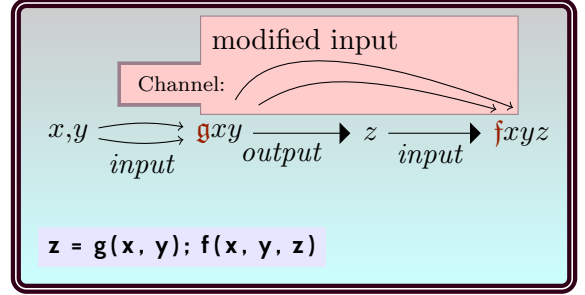 modified input
Channel:
x,y 𝔤xy z 𝔣xyz
input output input
z = g(x, y); f(x, y, z)